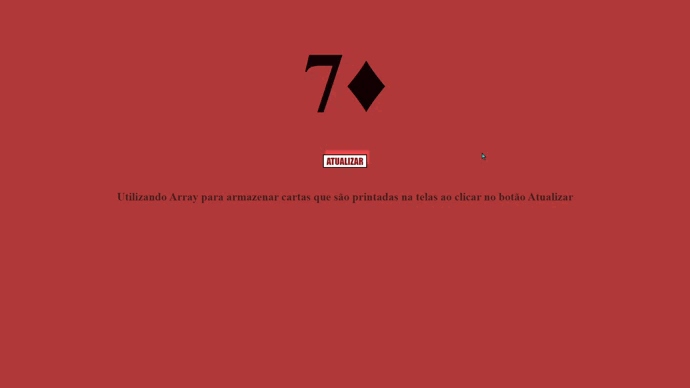 7♦
ATUALIZAR
Utilizando Array para armazenar cartas que são printadas na telas ao clicar no botão Atualizar